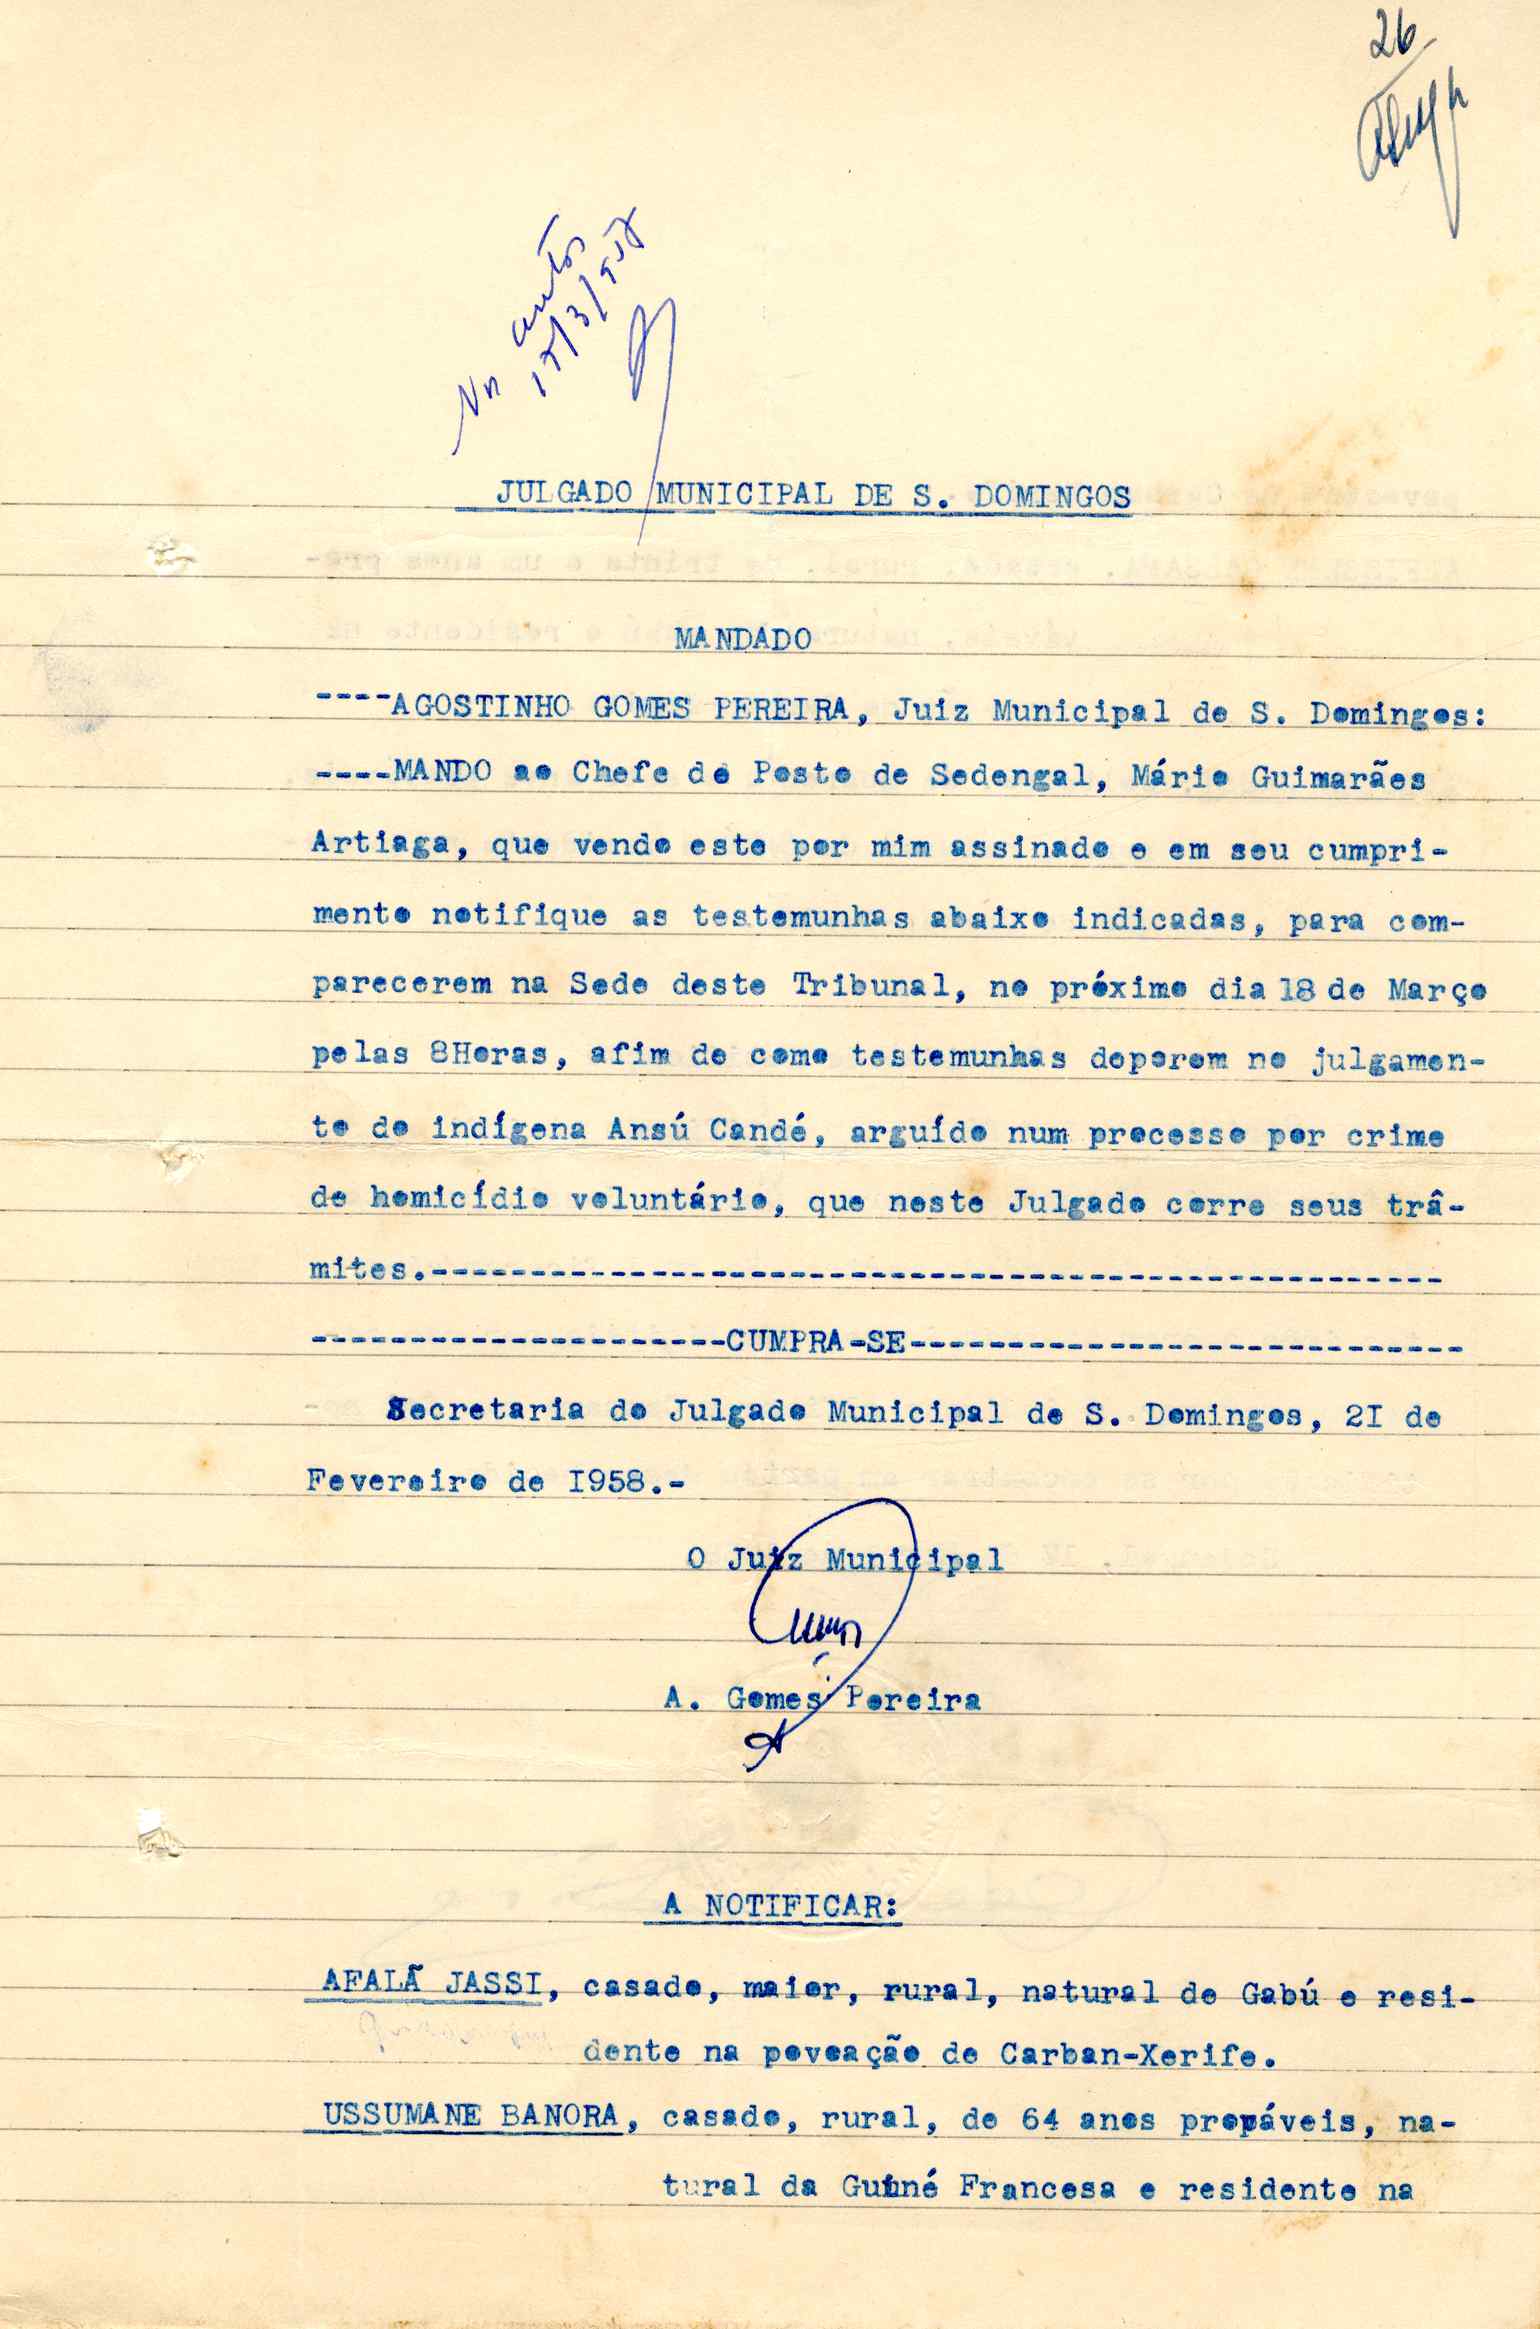 26
Nos autos
17/3/958
JULGADO MUNICIPAL DE S. DOMINGOS
MANDADO
----AGOSTINHO GOMES PEREIRA, Juiz Municipal de S. Domingos:
----MANDO ao Chefe de Posto de Sedengal, Mário Guimarães
Artiaga, que vendo este por mim assinado e em seu cumpri-
mento notifique as testemunhas abaixo indicadas, para com-
parecerem na Sede deste Tribunal, no próximo dia 18 de Março
pelas 8Horas, afim de como testemunhas deporem no julgamen-
to do indígena Ansú Candé, arguído num processo por crime
de homicídio voluntário, que neste Julgado corre seus trâ-
mites.---------------------------------------------------
---------------------CUMPRA-SE----------------------------
Secretaria do Julgado Municipal de S. Domingos, 2I de
Fevereiro de I958.-
O Juiz Municipal
A. Gomes Pereira
A NOTIFICAR:
AFALÃ JASSI, casado, maior, rural, natural de Gabú e resi-
dente na povoação de Carban-Xerife.
USSUMANE BANORA, casado, rural, de 64 anos propáveis, na-
tural da Guiné Francesa e residente na